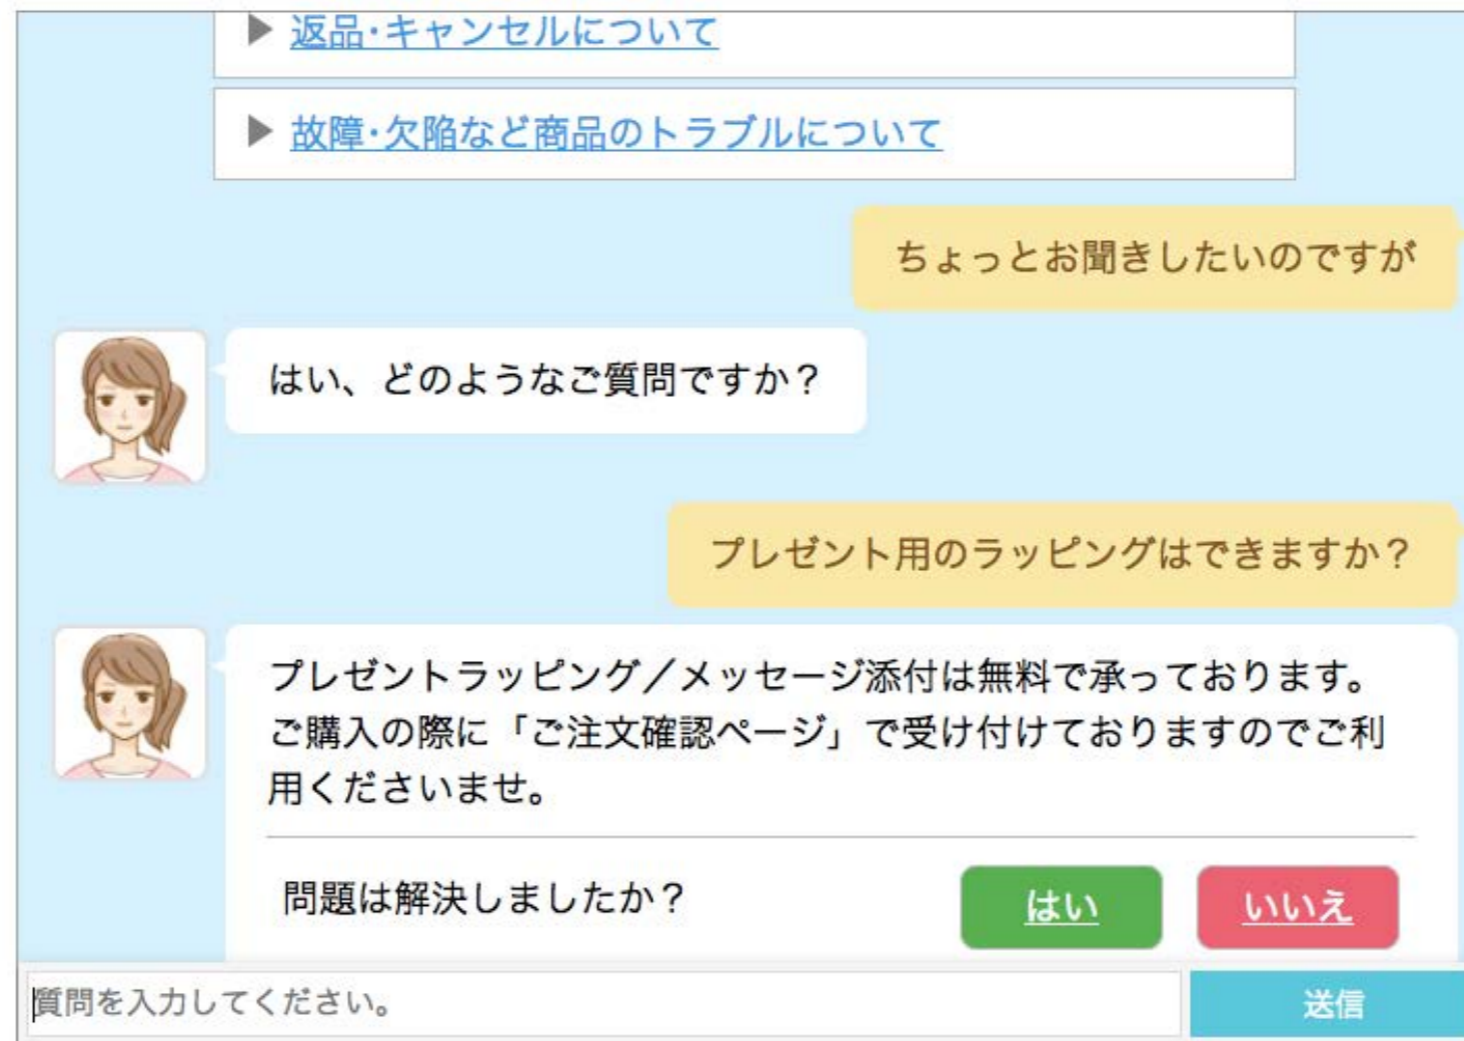 ▶ 返品･キャンセルについて
▶ 故障･欠陥など商品のトラブルについて
ちょっとお聞きしたいのですが
はい、どのようなご質問ですか？
プレゼント用のラッピングはできますか？
プレゼントラッピング／メッセージ添付は無料で承っております。
ご購入の際に「ご注文確認ページ」で受け付けておりますのでご利
用くださいませ。
問題は解決しましたか？ はい いいえ
質問を入力してください。 送信